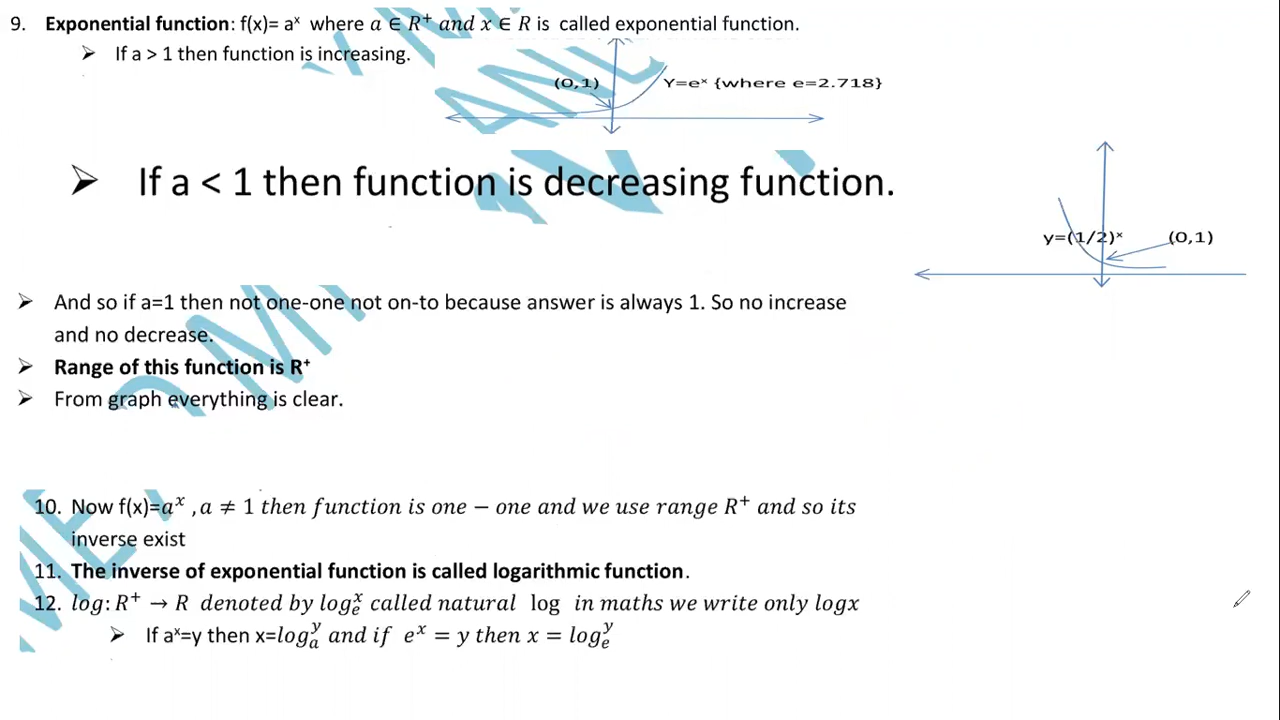 9. Exponential function: f(x)= aˣ where a ∈ R⁺ and x ∈ R is called exponential function.
➢ If a > 1 then function is increasing.
(0,1) Y=eˣ {where e=2.718}
➢ If a < 1 then function is decreasing function.
y=(1/2)ˣ (0,1)
➢ And so if a=1 then not one-one not on-to because answer is always 1. So no increase
and no decrease.
➢ Range of this function is R⁺
➢ From graph everything is clear.
10. Now f(x)=aˣ ,a ≠ 1 then function is one − one and we use range R⁺ and so its
inverse exist
11. The inverse of exponential function is called logarithmic function.
12. log: R⁺ → R denoted by logₑˣ called natural log in maths we write only logx
➢ If aˣ=y then x=logₐʸ and if eˣ = y then x = logₑʸ